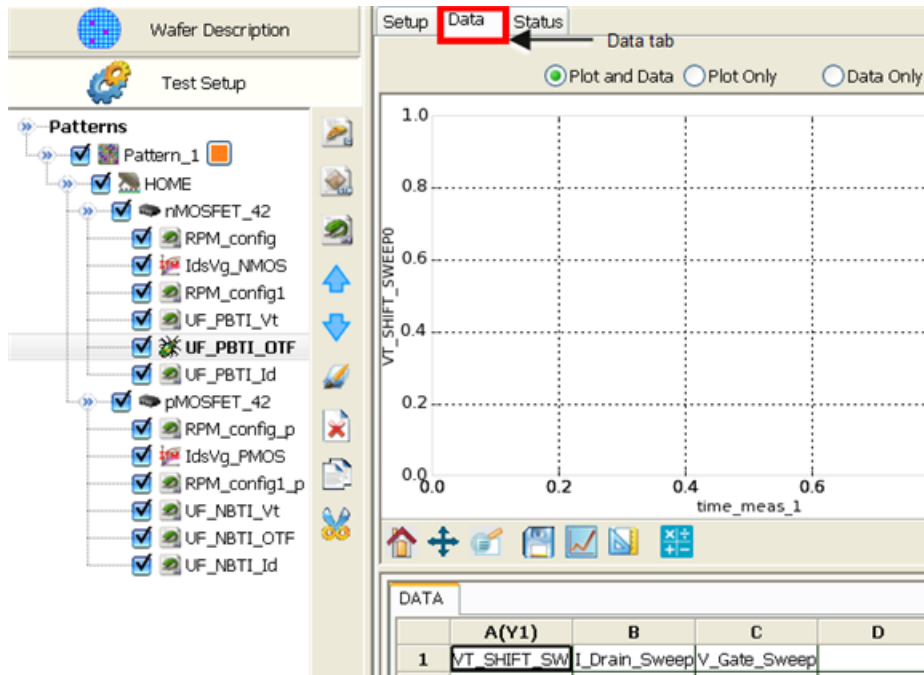 Wafer Description
Test Setup
Patterns
Pattern_1
HOME
nMOSFET_42
RPM_config
IdsVg_NMOS
RPM_config1
UF_PBTI_Vt
UF_PBTI_OTF
UF_PBTI_Id
pMOSFET_42
RPM_config_p
IdsVg_PMOS
RPM_config1_p
UF_NBTI_Vt
UF_NBTI_OTF
UF_NBTI_Id
Setup Data Status
Data tab
Plot and Data Plot Only Data Only
1.0
0.8
0.6
0.4
0.2
0.0
VT_SHIFT_SWEEP0
0.0 0.2 0.4 0.6
time_meas_1
DATA
A(Y1) B C D
1 VT_SHIFT_SW I_Drain_Sweep V_Gate_Sweep